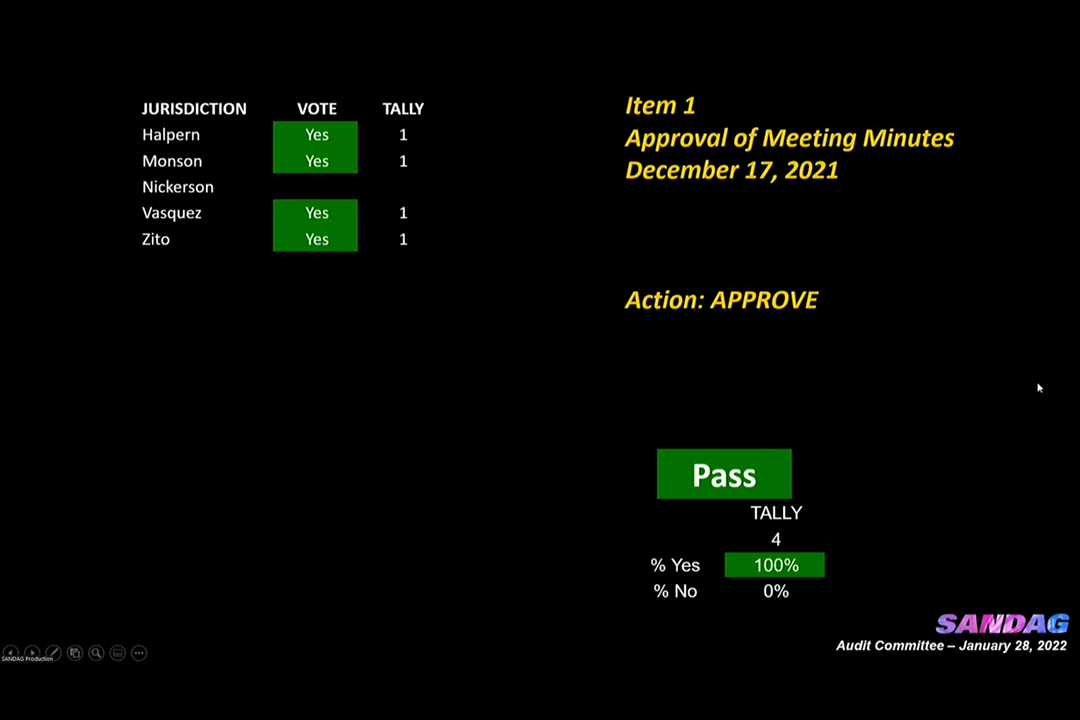 JURISDICTION VOTE TALLY
Halpern Yes 1
Monson Yes 1
Nickerson
Vasquez Yes 1
Zito Yes 1
Item 1
Approval of Meeting Minutes
December 17, 2021
Action: APPROVE
Pass
TALLY
4
% Yes 100%
% No 0%
SANDAG
Audit Committee – January 28, 2022
SANDAG Production